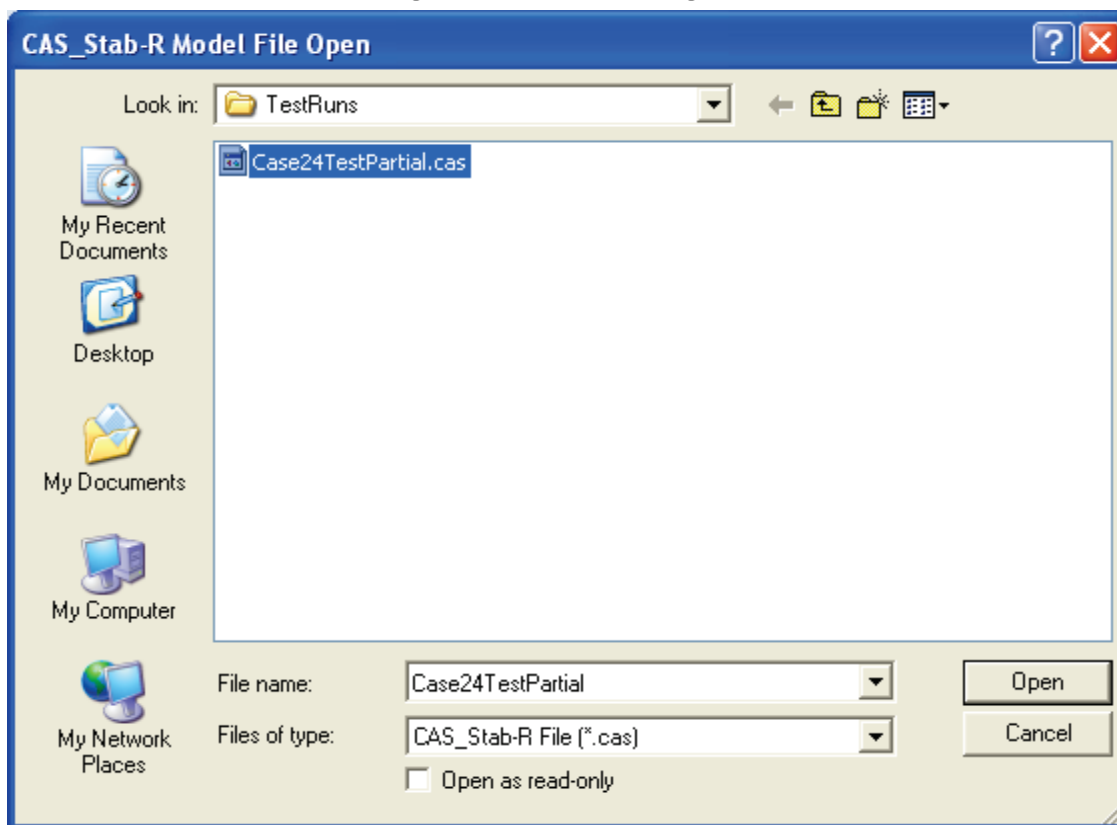 CAS_Stab-R Model File Open
Look in:
TestRuns
Case24TestPartial.cas
My Recent
Documents
Desktop
My Documents
My Computer
My Network
Places
File name:
Case24TestPartial
Open
Files of type:
CAS_Stab-R File (*.cas)
Cancel
Open as read-only